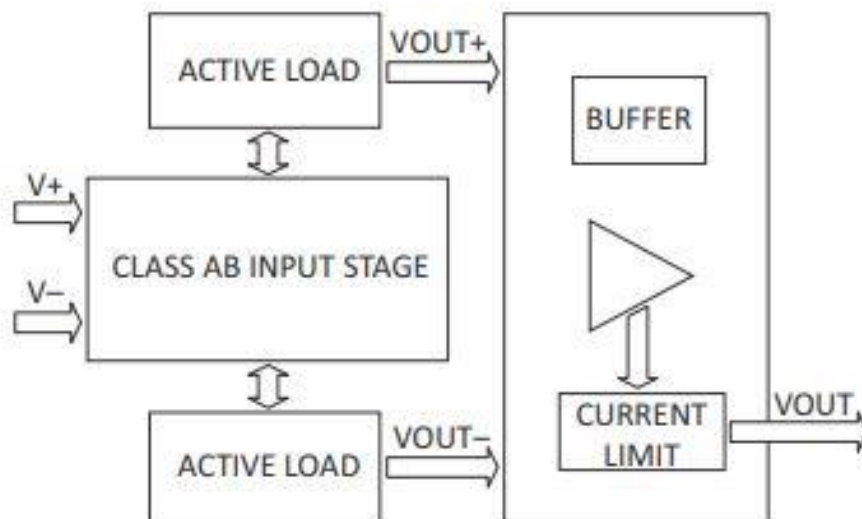 ACTIVE LOAD
VOUT+
BUFFER
V+
CLASS AB INPUT STAGE
V−
ACTIVE LOAD
VOUT−
CURRENT
LIMIT
VOUT